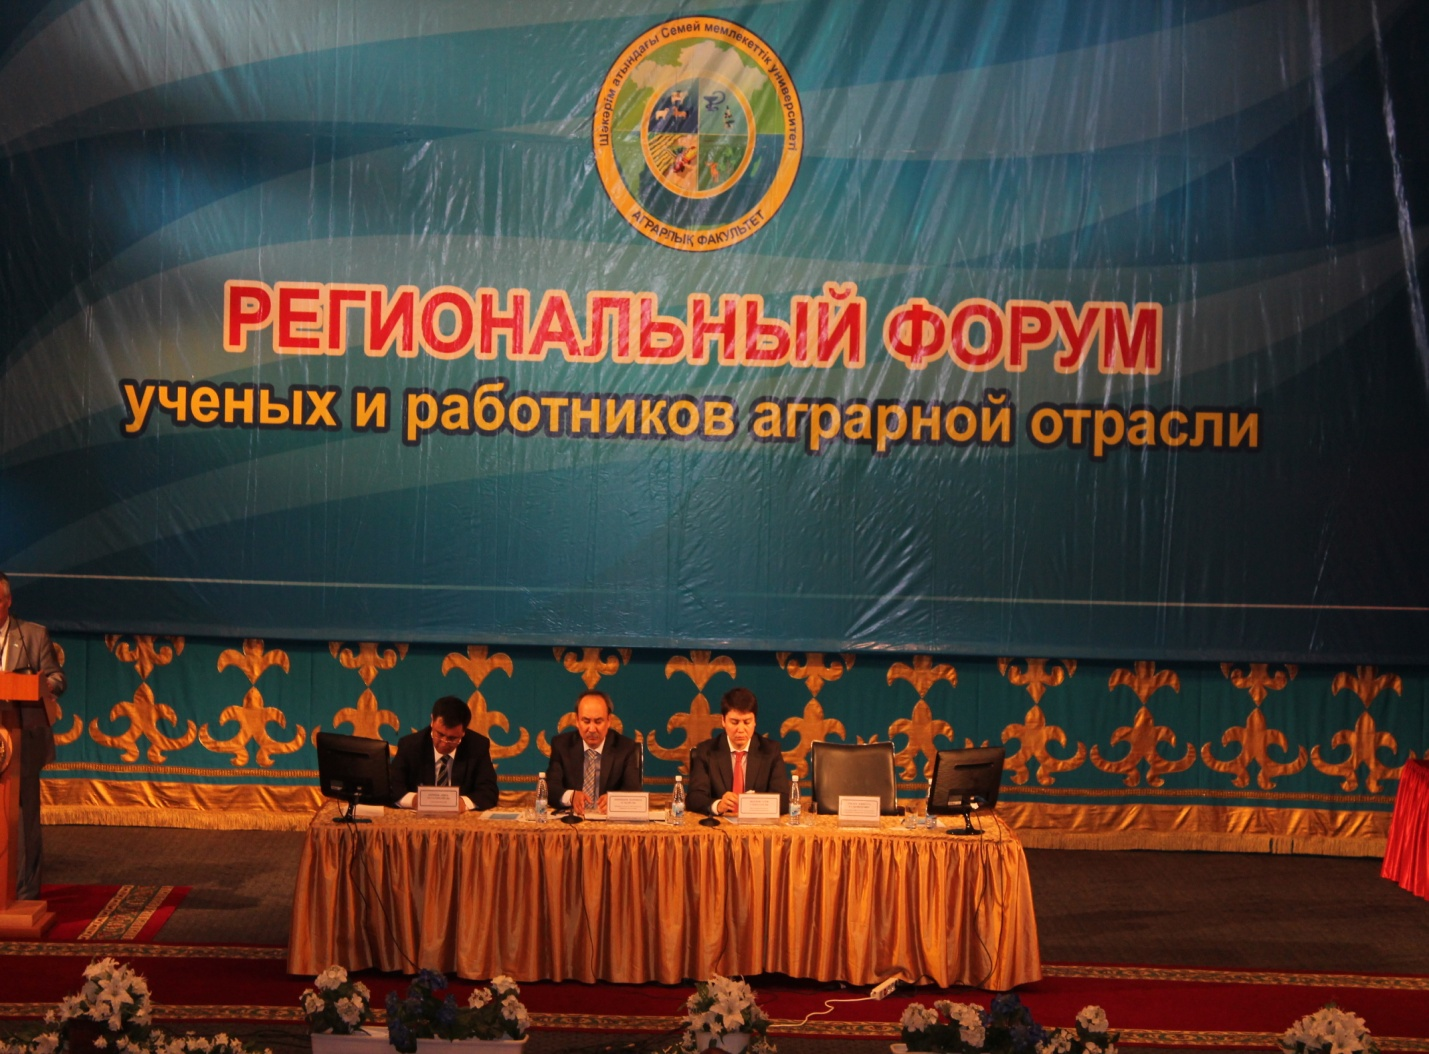 Шәкәрім атындағы Семей мемлекеттік университеті
АГРАРЛЫҚ ФАКУЛЬТЕТ
РЕГИОНАЛЬНЫЙ ФОРУМ
ученых и работников аграрной отрасли